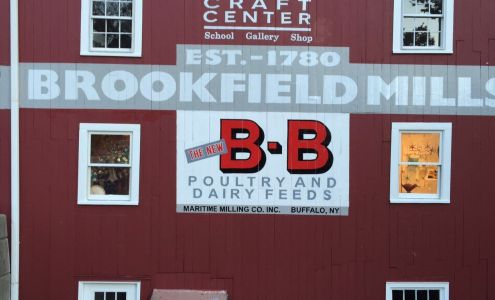 CRAFT
CENTER
School Gallery Shop
EST.-1780
BROOKFIELD MILLS
THE NEW B-B
POULTRY AND
DAIRY FEEDS
MARITIME MILLING CO. INC. BUFFALO, NY